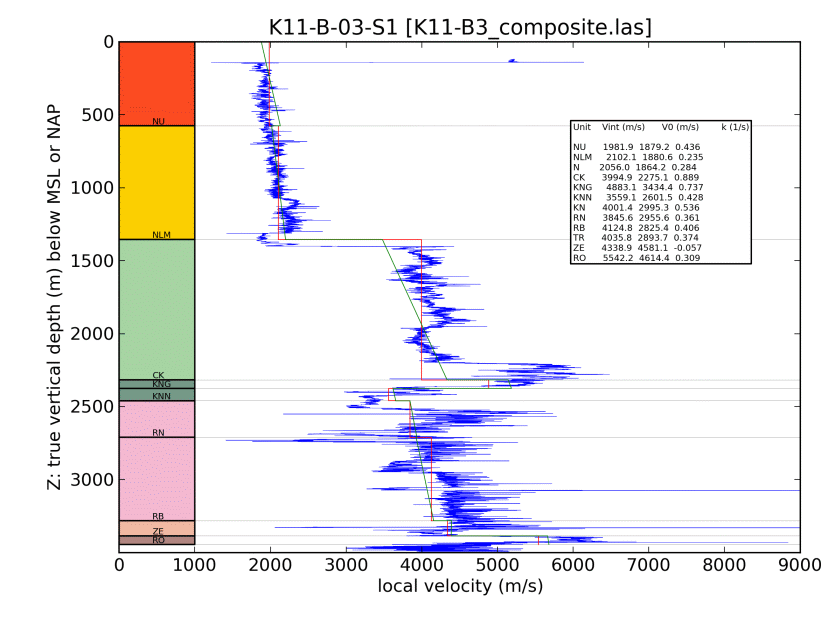 K11-B-03-S1 [K11-B3_composite.las]
Z: true vertical depth (m) below MSL or NAP
0
500
1000
1500
2000
2500
3000
NU
NLM
CK
KNG
KNN
RN
RB
ZE
RO
Unit Vint (m/s) V0 (m/s) k (1/s)
NU 1981.9 1879.2 0.436
NLM 2102.1 1880.6 0.235
N 2056.0 1864.2 0.284
CK 3994.9 2275.1 0.889
KNG 4883.1 3434.4 0.737
KNN 3559.1 2601.5 0.428
KN 4001.4 2995.3 0.536
RN 3845.6 2955.6 0.361
RB 4124.8 2825.4 0.406
TR 4035.8 2893.7 0.374
ZE 4338.9 4581.1 -0.057
RO 5542.2 4614.4 0.309
0 1000 2000 3000 4000 5000 6000 7000 8000 9000
local velocity (m/s)